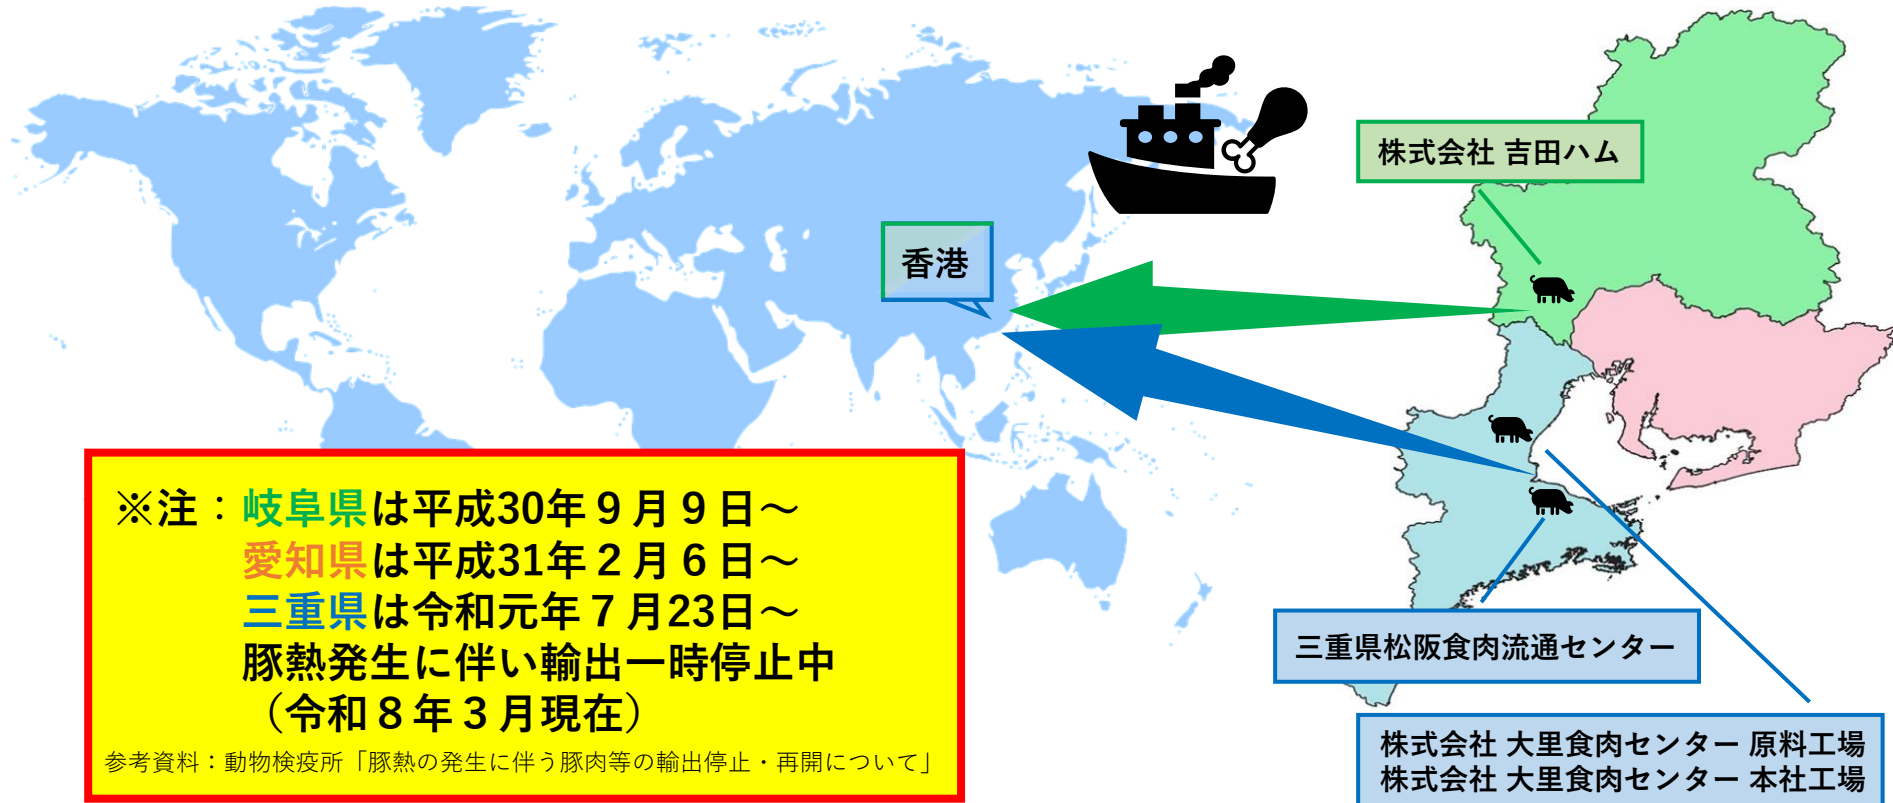 株式会社 吉田ハム
香港
※注：岐阜県は平成30年９月９日～
愛知県は平成31年２月６日～
三重県は令和元年７月23日～
豚熱発生に伴い輸出一時停止中
（令和８年３月現在）
参考資料：動物検疫所「豚熱の発生に伴う豚肉等の輸出停止・再開について」
三重県松阪食肉流通センター
株式会社 大里食肉センター 原料工場
株式会社 大里食肉センター 本社工場